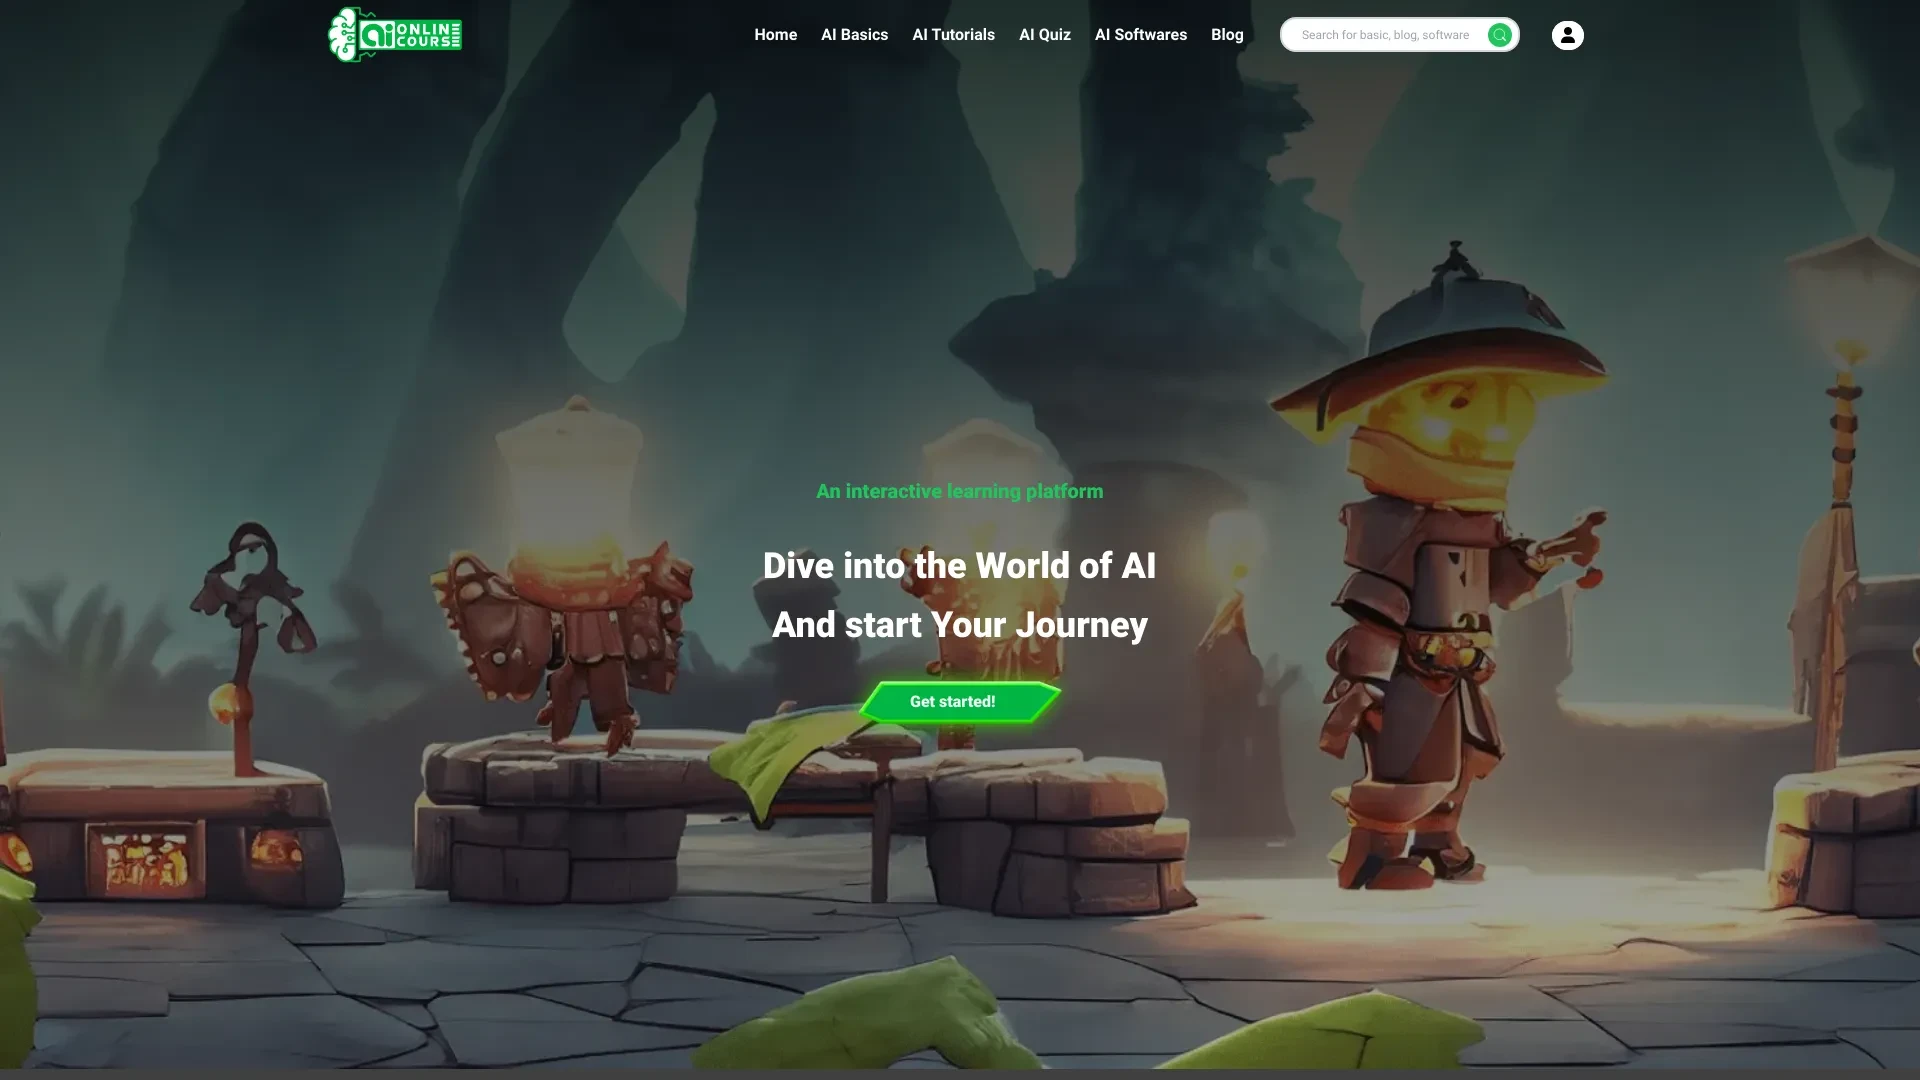 ai ONLINE COURSE
Home AI Basics AI Tutorials AI Quiz AI Softwares Blog
Search for basic, blog, software
An interactive learning platform
Dive into the World of AI
And start Your Journey
Get started!